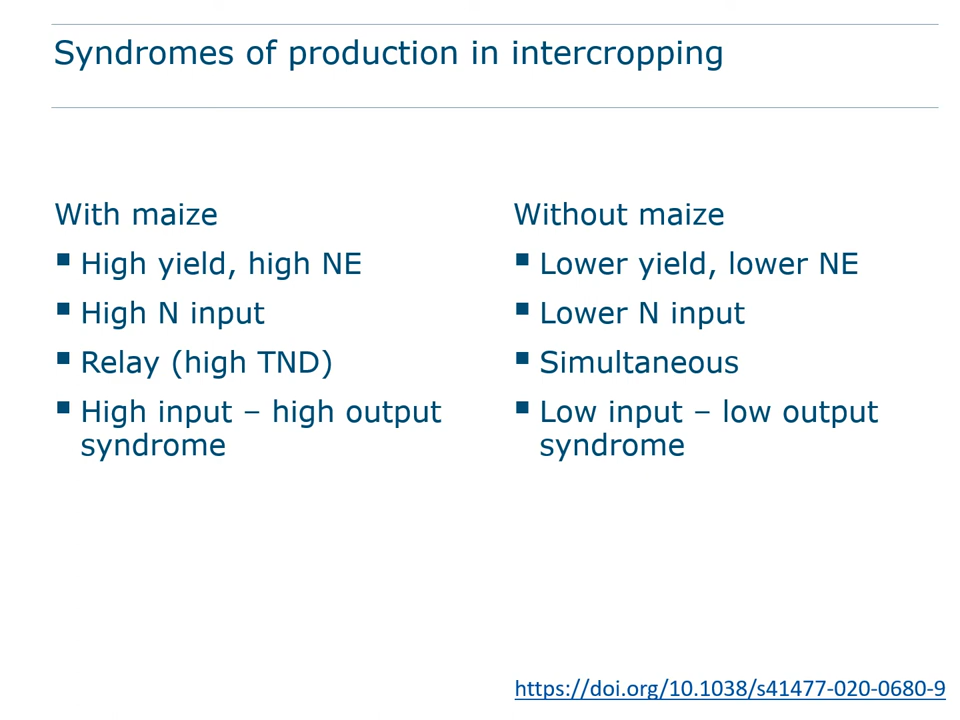 Syndromes of production in intercropping
With maize
▪ High yield, high NE
▪ High N input
▪ Relay (high TND)
▪ High input – high output
syndrome
Without maize
▪ Lower yield, lower NE
▪ Lower N input
▪ Simultaneous
▪ Low input – low output
syndrome
https://doi.org/10.1038/s41477-020-0680-9